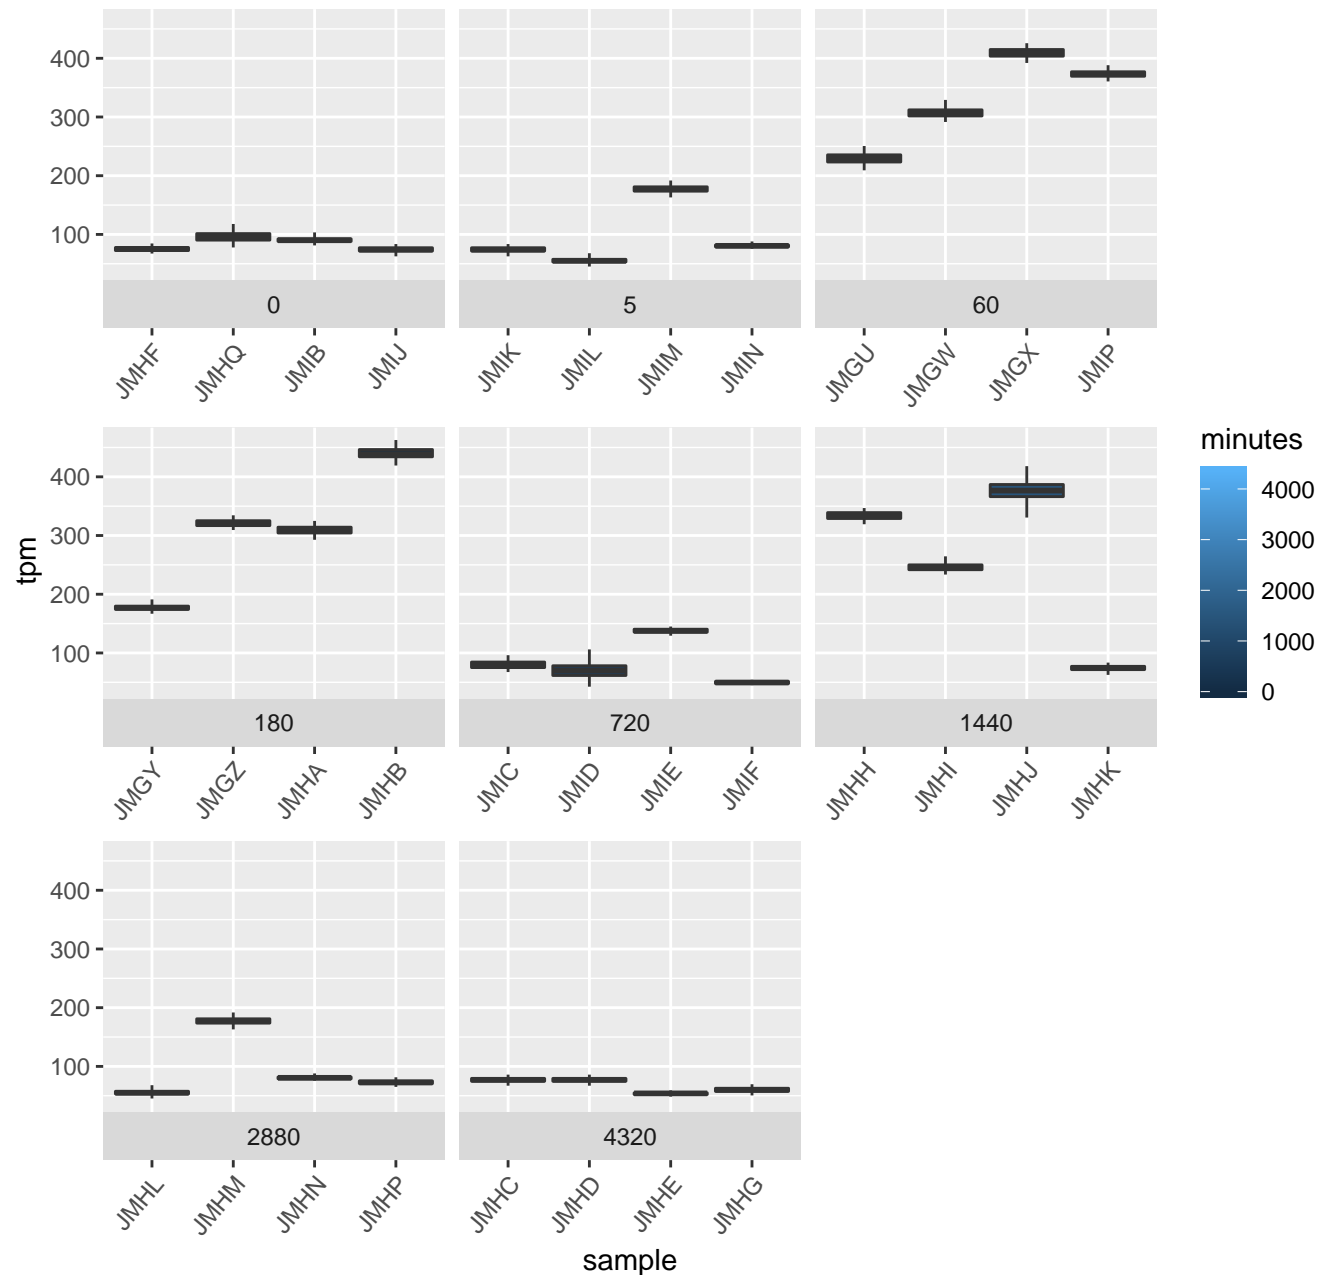 400
300
200
100
0
5
60
JMHF
JMHQ
JMIB
JMIJ
JMIK
JMIL
JMIM
JMIN
JMGU
JMGW
JMGX
JMIP
tpm
400
300
200
100
180
720
1440
JMGY
JMGZ
JMHA
JMHB
JMIC
JMID
JMIE
JMIF
JMHH
JMHI
JMHJ
JMHK
minutes
4000
3000
2000
1000
0
400
300
200
100
2880
4320
JMHL
JMHM
JMHN
JMHP
JMHC
JMHD
JMHE
JMHG
sample